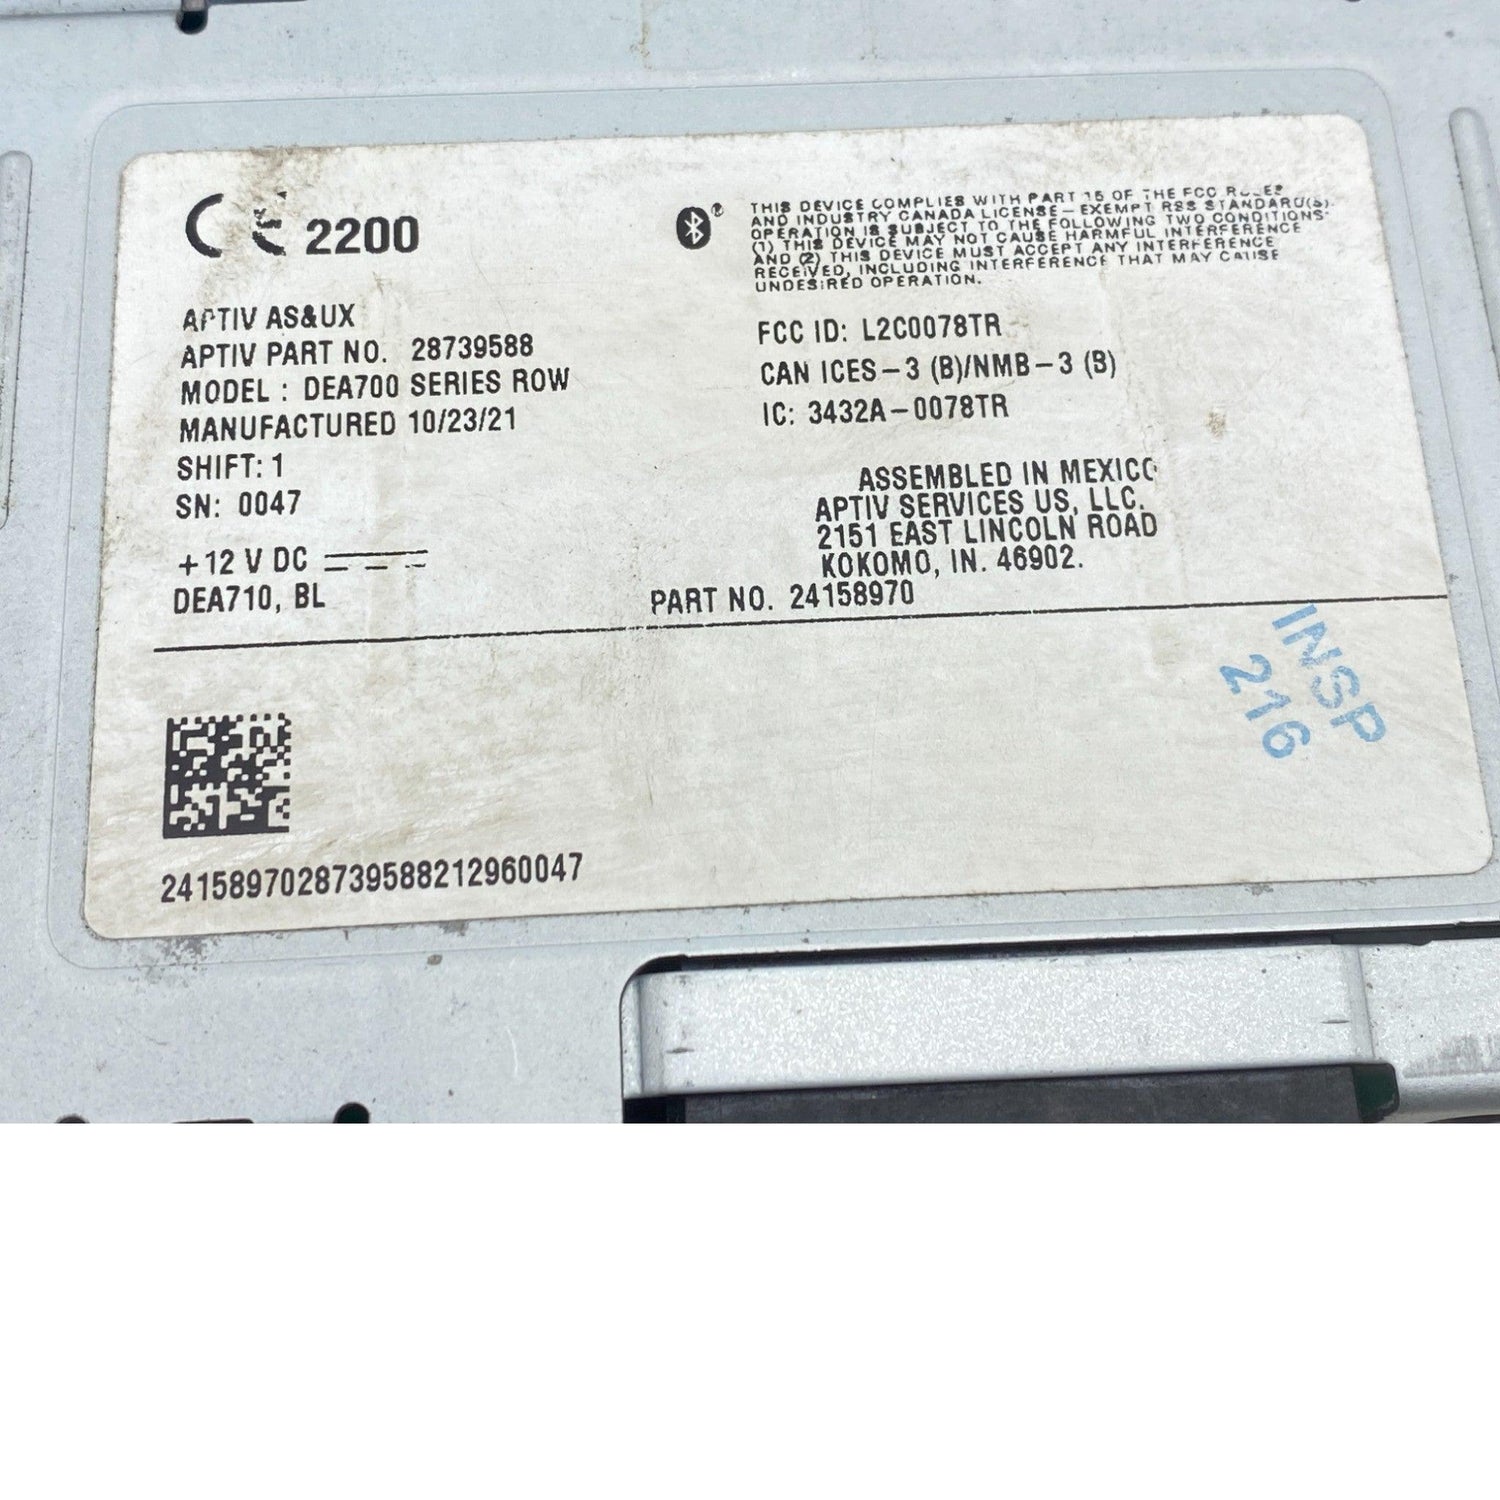 CE 2200
APTIV AS&UX
APTIV PART NO. 28739588
MODEL : DEA700 SERIES ROW
MANUFACTURED 10/23/21
SHIFT: 1
SN: 0047
+12 V DC
DEA710, BL
THIS DEVICE COMPLIES WITH PART 15 OF THE FCC RULES
AND INDUSTRY CANADA LICENSE-EXEMPT RSS STANDARD(S).
OPERATION IS SUBJECT TO THE FOLLOWING TWO CONDITIONS:
(1) THIS DEVICE MAY NOT CAUSE HARMFUL INTERFERENCE
AND (2) THIS DEVICE MUST ACCEPT ANY INTERFERENCE
RECEIVED, INCLUDING INTERFERENCE THAT MAY CAUSE
UNDESIRED OPERATION.
FCC ID: L2C0078TR
CAN ICES-3 (B)/NMB-3 (B)
IC: 3432A-0078TR
ASSEMBLED IN MEXICO
APTIV SERVICES US, LLC.
2151 EAST LINCOLN ROAD
KOKOMO, IN. 46902.
PART NO. 24158970
INSP
216
2415897028739588212960047